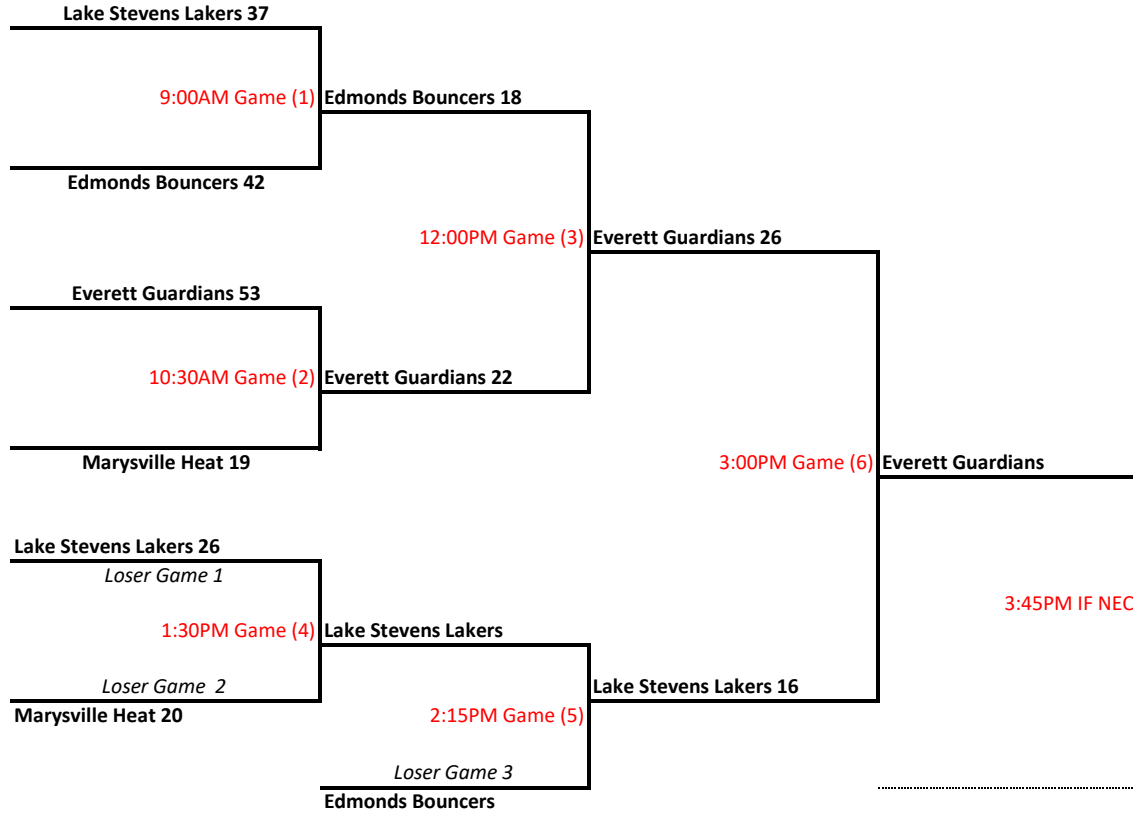 Lake Stevens Lakers 37
9:00AM Game (1) Edmonds Bouncers 18
Edmonds Bouncers 42
12:00PM Game (3) Everett Guardians 26
Everett Guardians 53
10:30AM Game (2) Everett Guardians 22
Marysville Heat 19
3:00PM Game (6) Everett Guardians
Lake Stevens Lakers 26
Loser Game 1
3:45PM IF NEC
1:30PM Game (4) Lake Stevens Lakers
Loser Game 2
Lake Stevens Lakers 16
Marysville Heat 20
2:15PM Game (5)
Loser Game 3
Edmonds Bouncers